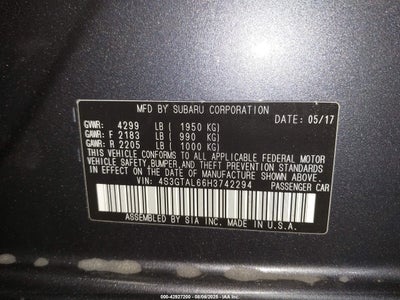 MFD BY SUBARU CORPORATION
GVWR: 4299 LB ( 1950 KG) DATE: 05/17
GAWR: F 2183 LB ( 990 KG)
GAWR: R 2205 LB ( 1000 KG)
THIS VEHICLE CONFORMS TO ALL APPLICABLE FEDERAL MOTOR
VEHICLE SAFETY, BUMPER, AND THEFT PREVENTION STANDARDS IN
EFFECT ON THE DATE OF MANUFACTURE SHOWN ABOVE.
VIN: 4S3GTAL66H3742294 PASSENGER CAR
ASSEMBLED BY SIA INC. IN U.S.A.
000-42927200 - 08/06/2025 - IAAI.COM